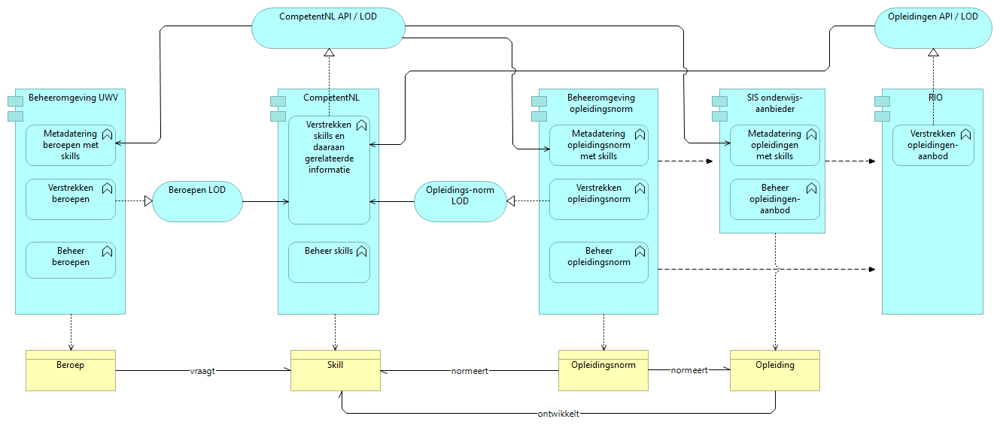 CompetentNL API / LOD
Opleidingen API / LOD
Beheeromgeving UWV
Metadatering
beroepen met
skills
Verstrekken
beroepen
Beheer
beroepen
Beroepen LOD
CompetentNL
Verstrekken
skills en
daaraan
gerelateerde
informatie
Beheer skills
Opleidings-norm
LOD
Beheeromgeving
opleidingsnorm
Metadatering
opleidingsnorm
met skills
Verstrekken
opleidingsnorm
Beheer
opleidingsnorm
SIS onderwijs-
aanbieder
Metadatering
opleidingen
met skills
Beheer
opleidingen-
aanbod
RIO
Verstrekken
opleidingen-
aanbod
Beroep
vraagt
Skill
normeert
Opleidingsnorm
normeert
Opleiding
ontwikkelt